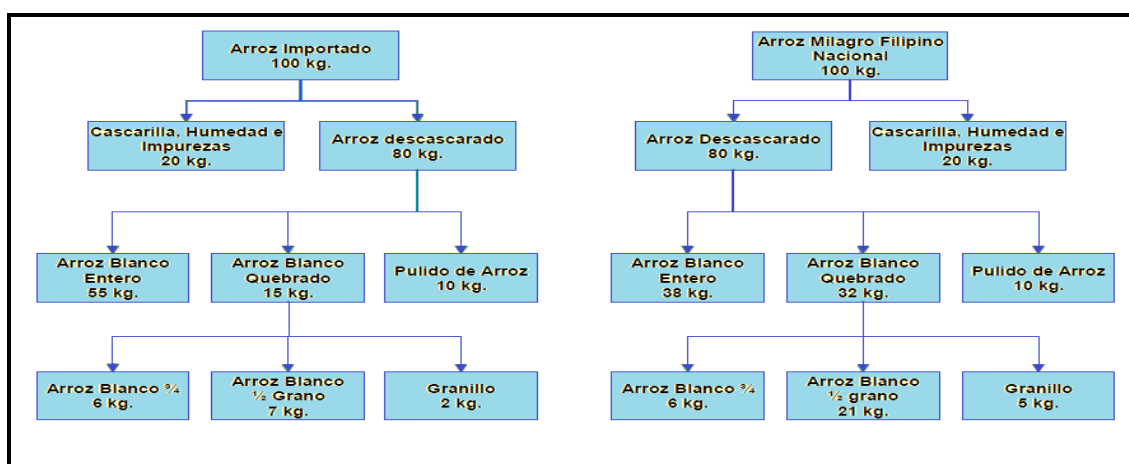 Arroz Importado
100 kg.
Cascarilla, Humedad e
Impurezas
20 kg.
Arroz descascarado
80 kg.
Arroz Blanco
Entero
55 kg.
Arroz Blanco
Quebrado
15 kg.
Pulido de Arroz
10 kg.
Arroz Blanco ¾
6 kg.
Arroz Blanco
½ Grano
7 kg.
Granillo
2 kg.
Arroz Milagro Filipino
Nacional
100 kg.
Arroz Descascarado
80 kg.
Cascarilla, Humedad e
Impurezas
20 kg.
Arroz Blanco
Entero
38 kg.
Arroz Blanco
Quebrado
32 kg.
Pulido de Arroz
10 kg.
Arroz Blanco ¾
6 kg.
Arroz Blanco
½ grano
21 kg.
Granillo
5 kg.